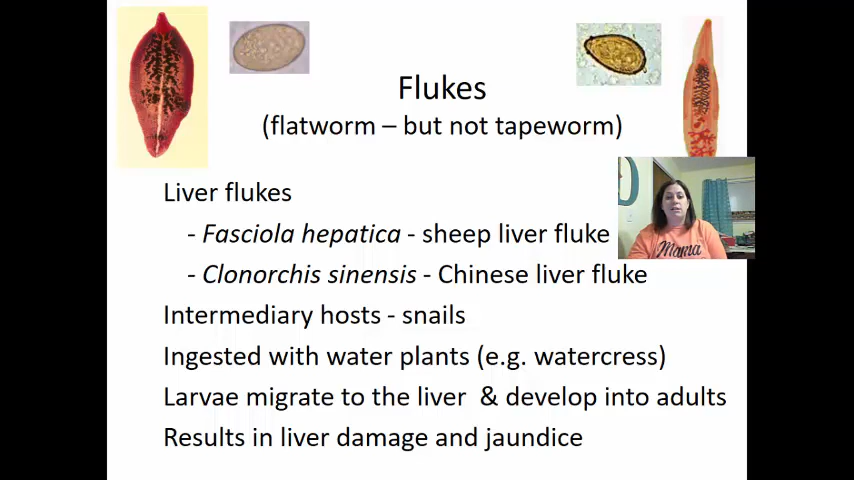 Flukes
(flatworm – but not tapeworm)
Liver flukes
- Fasciola hepatica - sheep liver fluke
- Clonorchis sinensis - Chinese liver fluke
Intermediary hosts - snails
Ingested with water plants (e.g. watercress)
Larvae migrate to the liver & develop into adults
Results in liver damage and jaundice
D
Mama